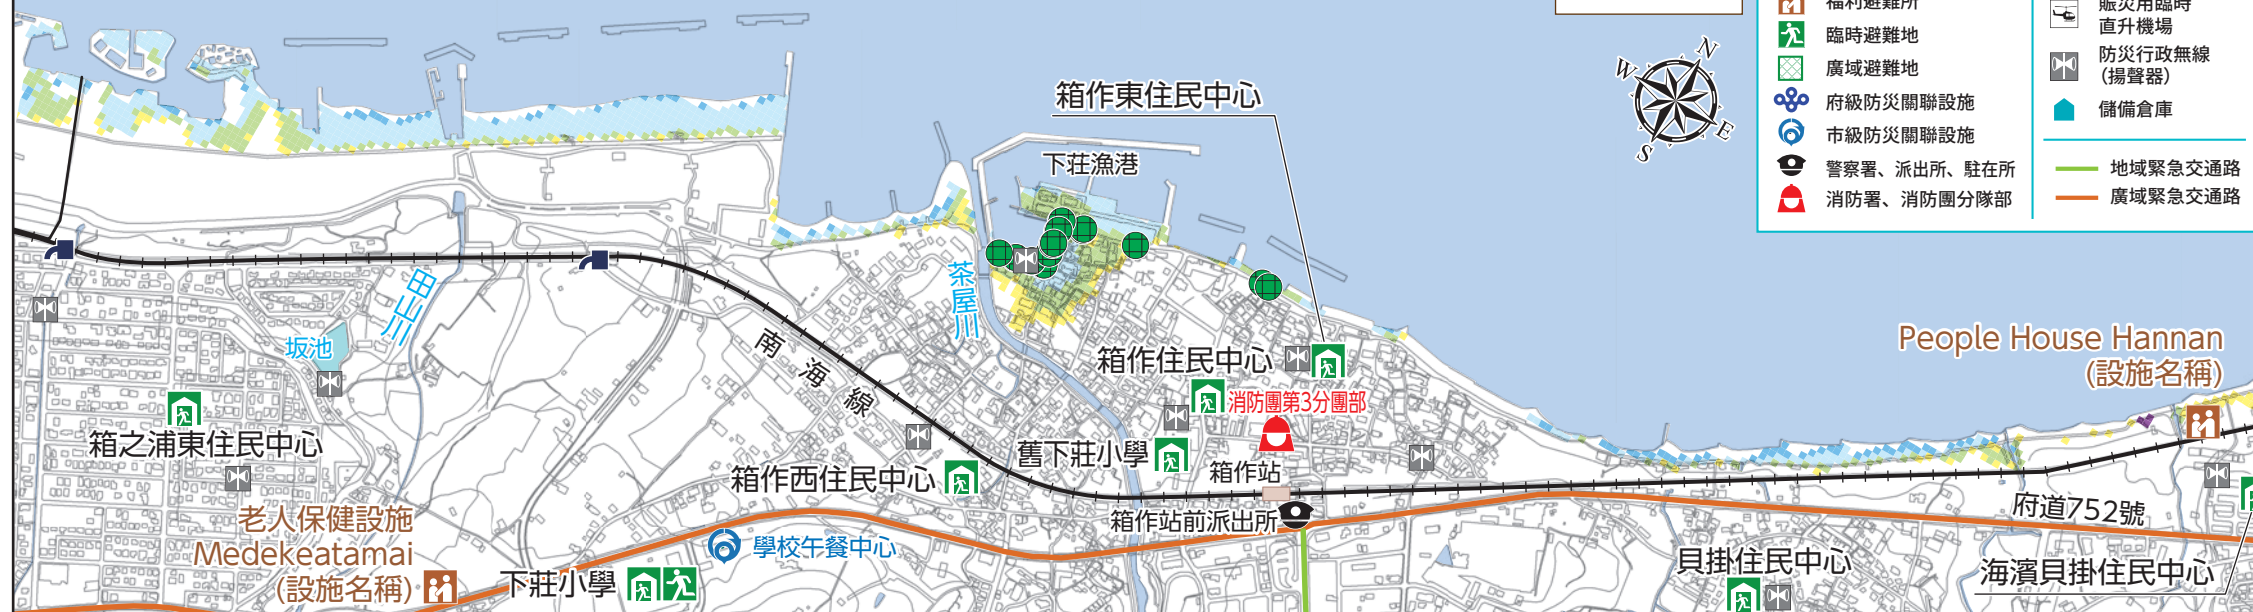 福利避難所
臨時避難地
廣域避難地
府級防災關聯設施
市級防災關聯設施
警察署、派出所、駐在所
消防署、消防團分隊部
賑災用臨時
直升機場
防災行政無線
（揚聲器）
儲備倉庫
地域緊急交通路
廣域緊急交通路
N
W
E
S
箱作東住民中心
下莊漁港
茶屋川
田山川
坂池
南海線
箱作住民中心
消防團第3分團部
People House Hannan
(設施名稱)
箱之浦東住民中心
舊下莊小學
箱作站
箱作西住民中心
箱作站前派出所
府道752號
老人保健設施
Medekeatamai
(設施名稱)
學校午餐中心
下莊小學
貝掛住民中心
海濱貝掛住民中心